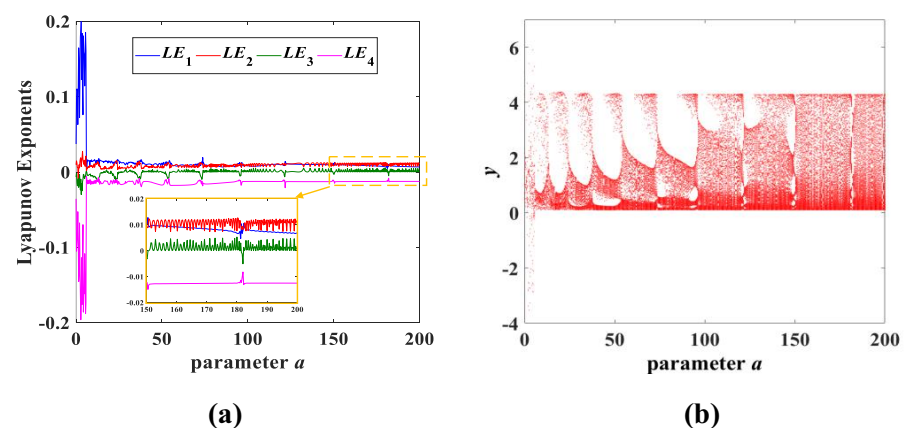 0.2
0.1
0
-0.1
-0.2
Lyapunov Exponents
LE1 LE2 LE3 LE4
0.02
0.01
0
-0.01
-0.02
150 160 170 180 190 200
0 50 100 150 200
parameter a
(a)
6
4
2
0
-2
-4
y
0 50 100 150 200
parameter a
(b)